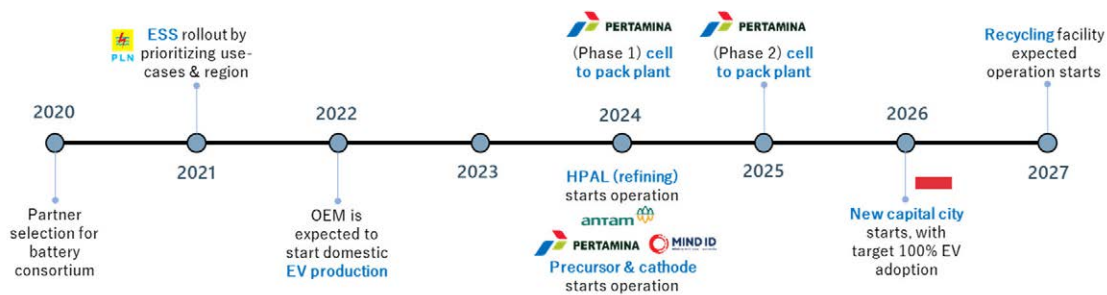 PLN
ESS rollout by
prioritizing use-
cases & region
PERTAMINA
(Phase 1) cell
to pack plant
PERTAMINA
(Phase 2) cell
to pack plant
Recycling facility
expected
operation starts
2020
2022
2024
2026
2021
2023
2025
2027
Partner
selection for
battery
consortium
OEM is
expected to
start domestic
EV production
HPAL (refining)
starts operation
antam
PERTAMINA
MIND ID
Precursor & cathode
starts operation
New capital city
starts, with
target 100% EV
adoption